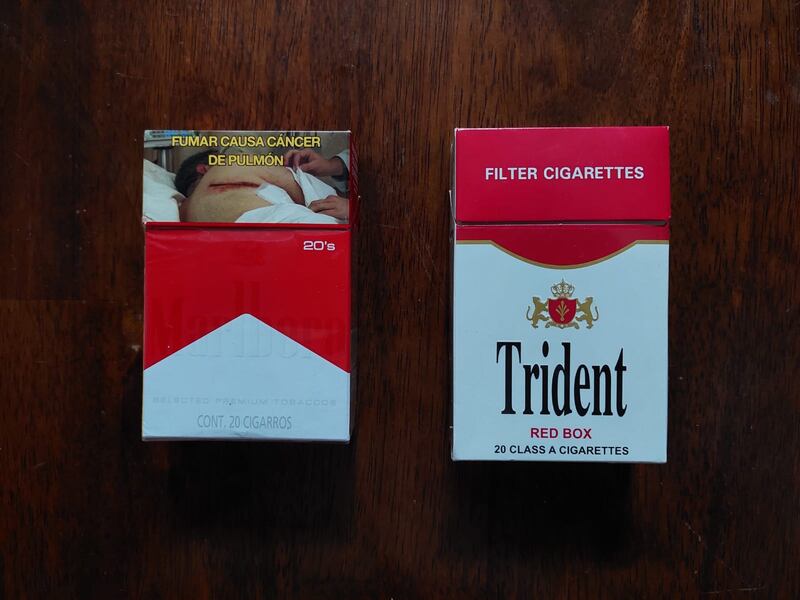 FUMAR CAUSA CÁNCER
DE PULMÓN
20's
Marlboro
SELECTED PREMIUM TOBACCOS
CONT. 20 CIGARROS
FILTER CIGARETTES
Trident
RED BOX
20 CLASS A CIGARETTES